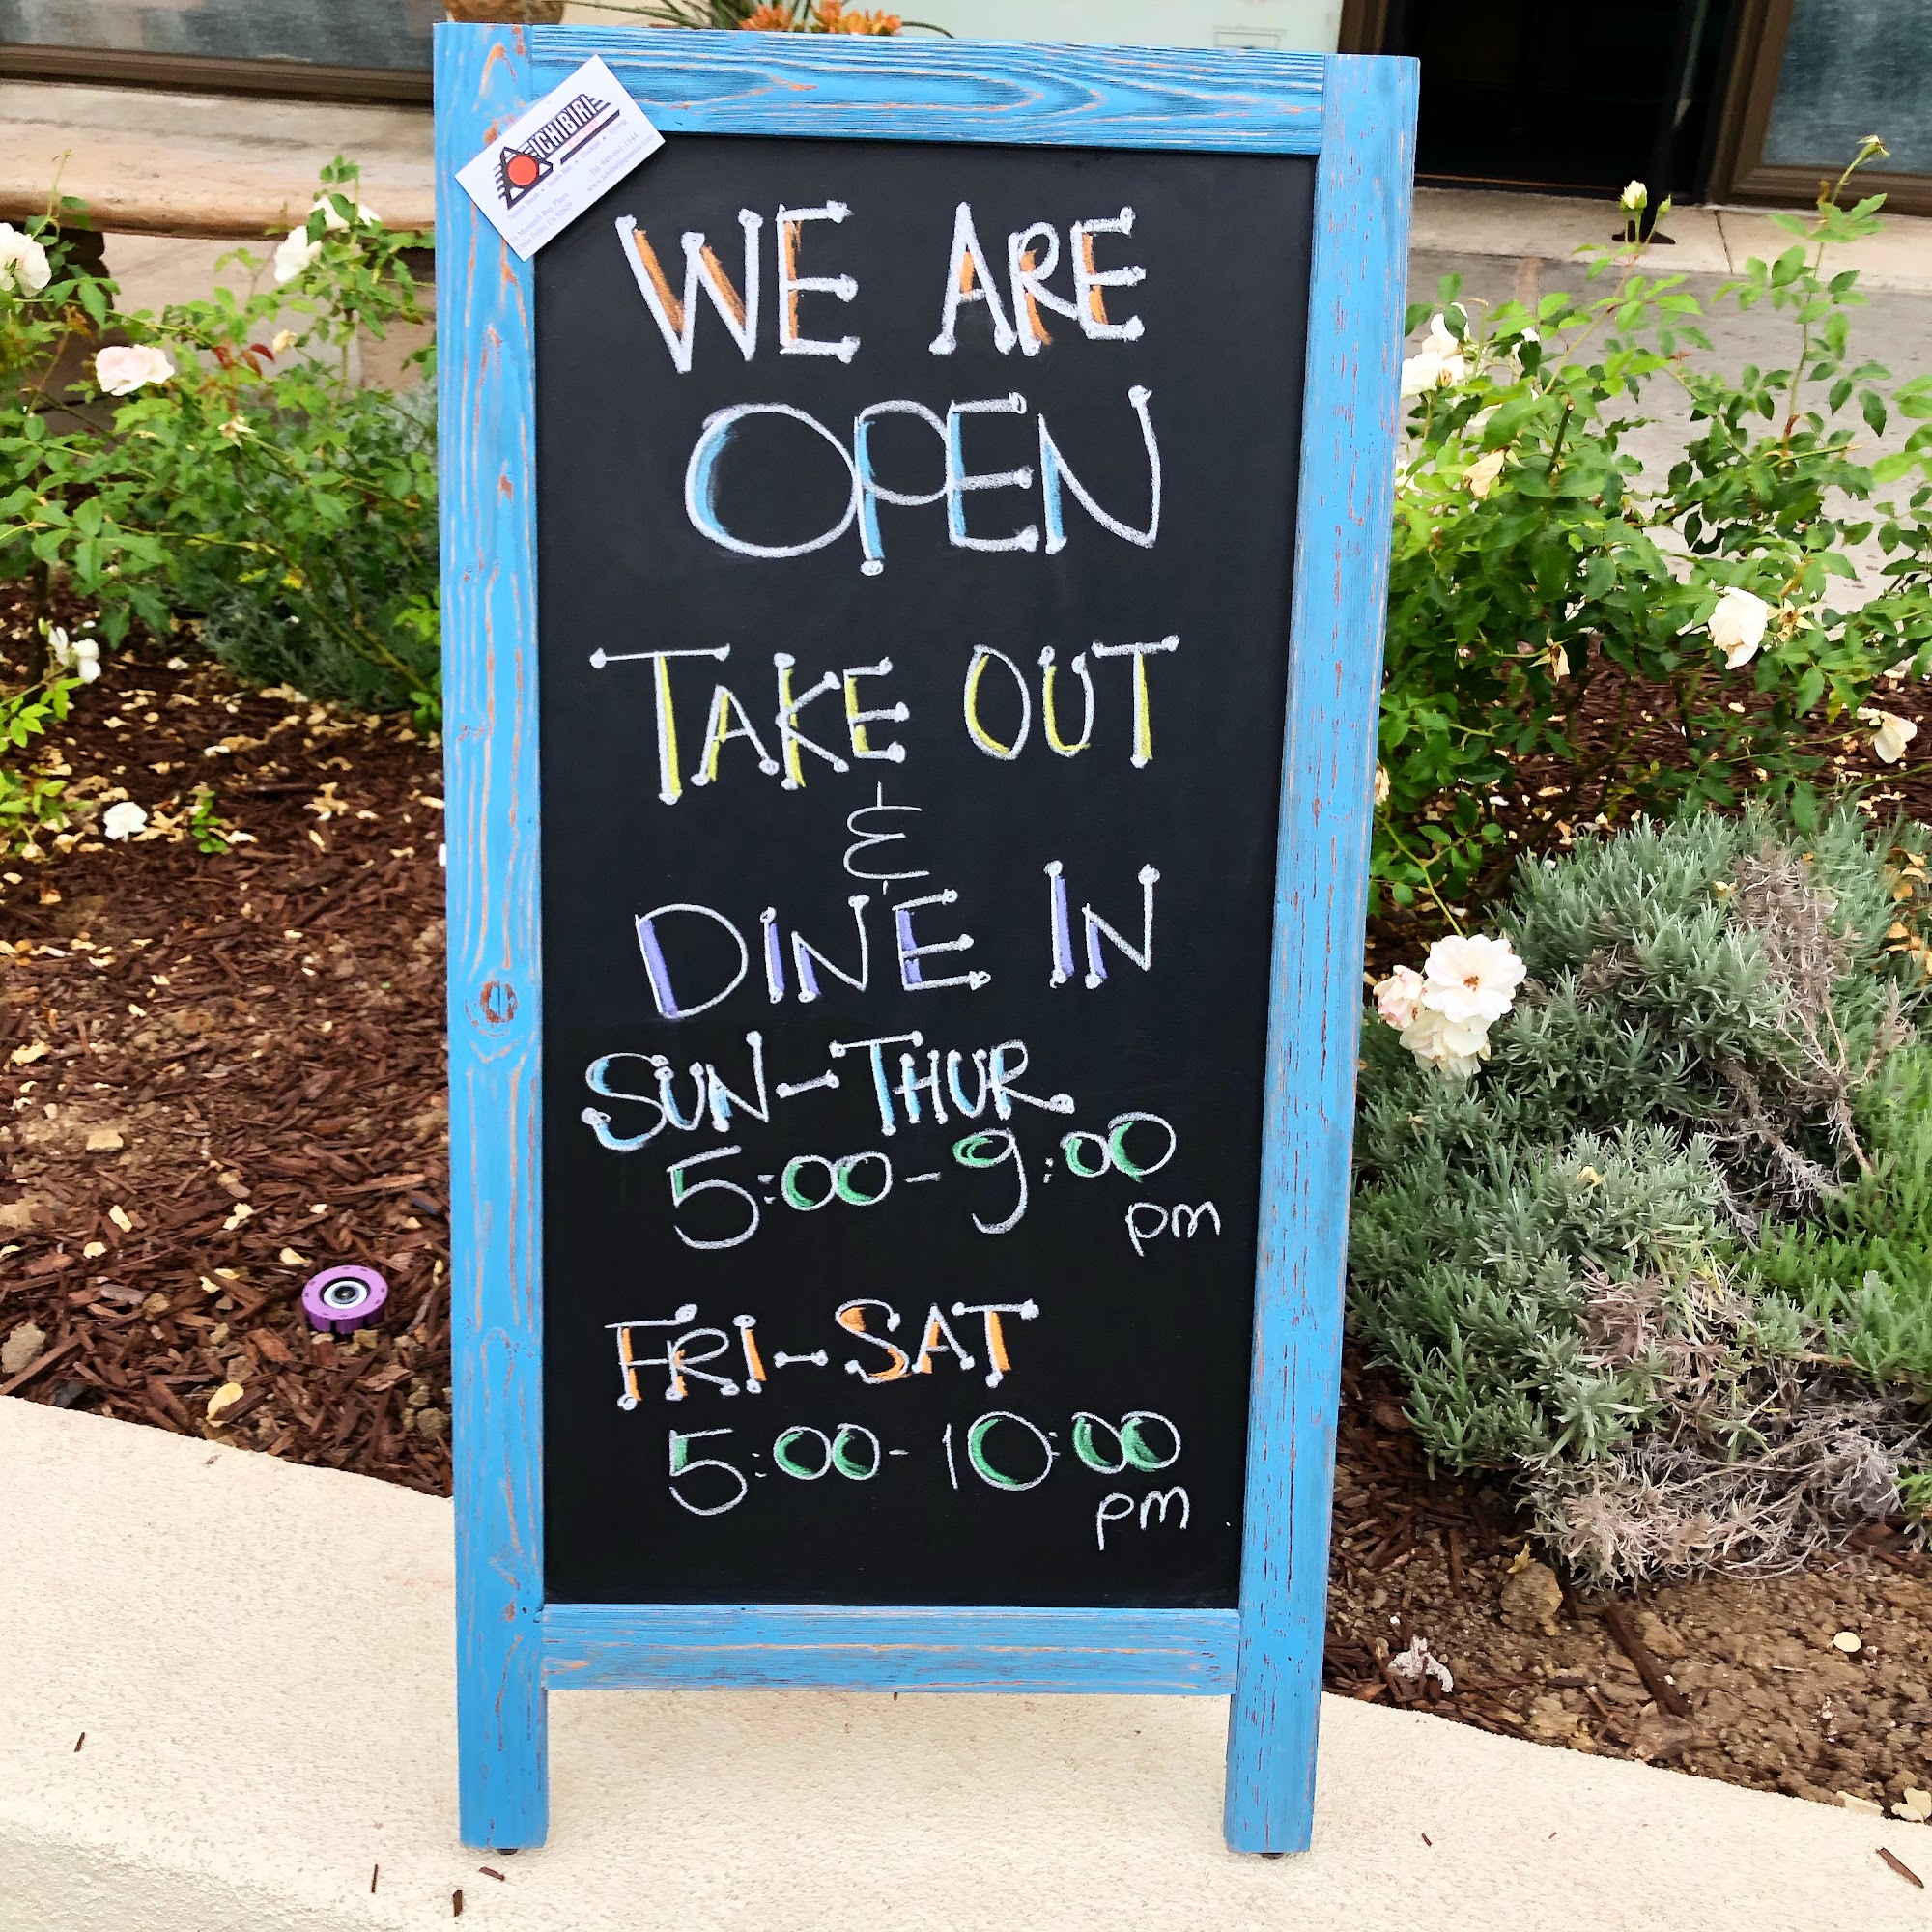 ICHIBIRI
WE ARE
OPEN
TAKE OUT
&
DINE IN
SUN-THUR
5:00-9:00
pm
FRI-SAT
5:00-10:00
pm